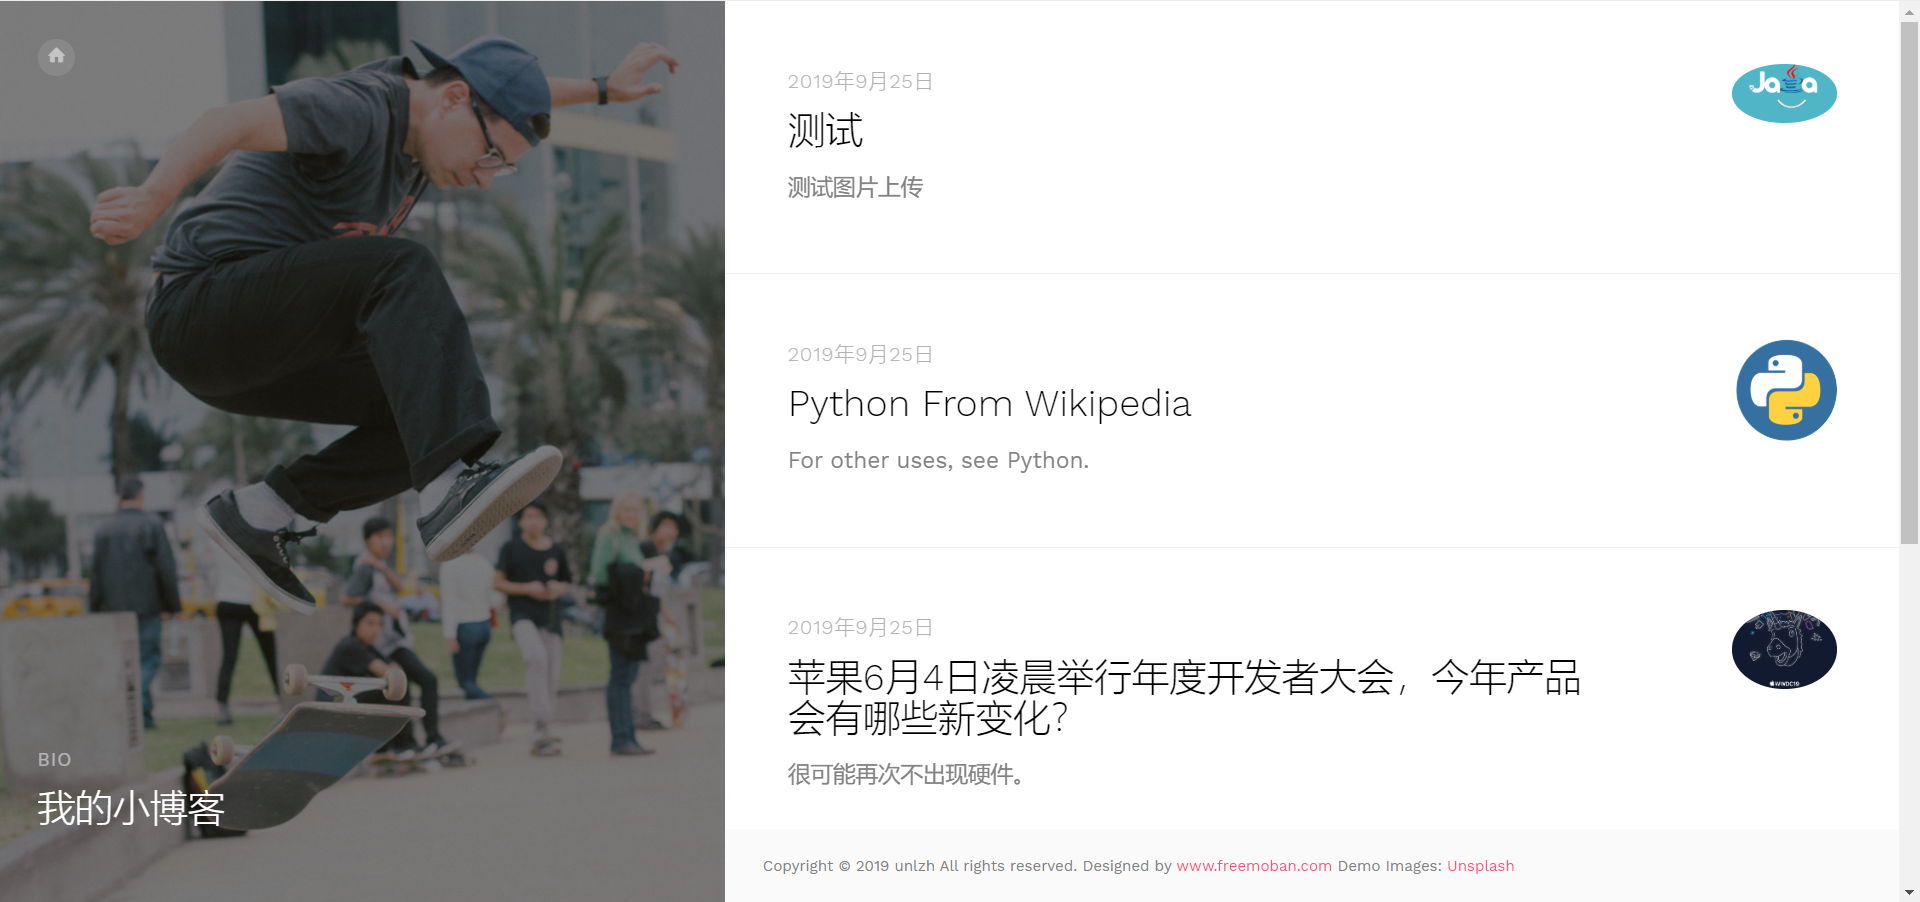 BIO
我的小博客
2019年9月25日
测试
测试图片上传
Java
2019年9月25日
Python From Wikipedia
For other uses, see Python.
2019年9月25日
苹果6月4日凌晨举行年度开发者大会，今年产品
会有哪些新变化？
很可能再次不出现硬件。
WWDC19
Copyright © 2019 unlzh All rights reserved. Designed by www.freemoban.com Demo Images: Unsplash